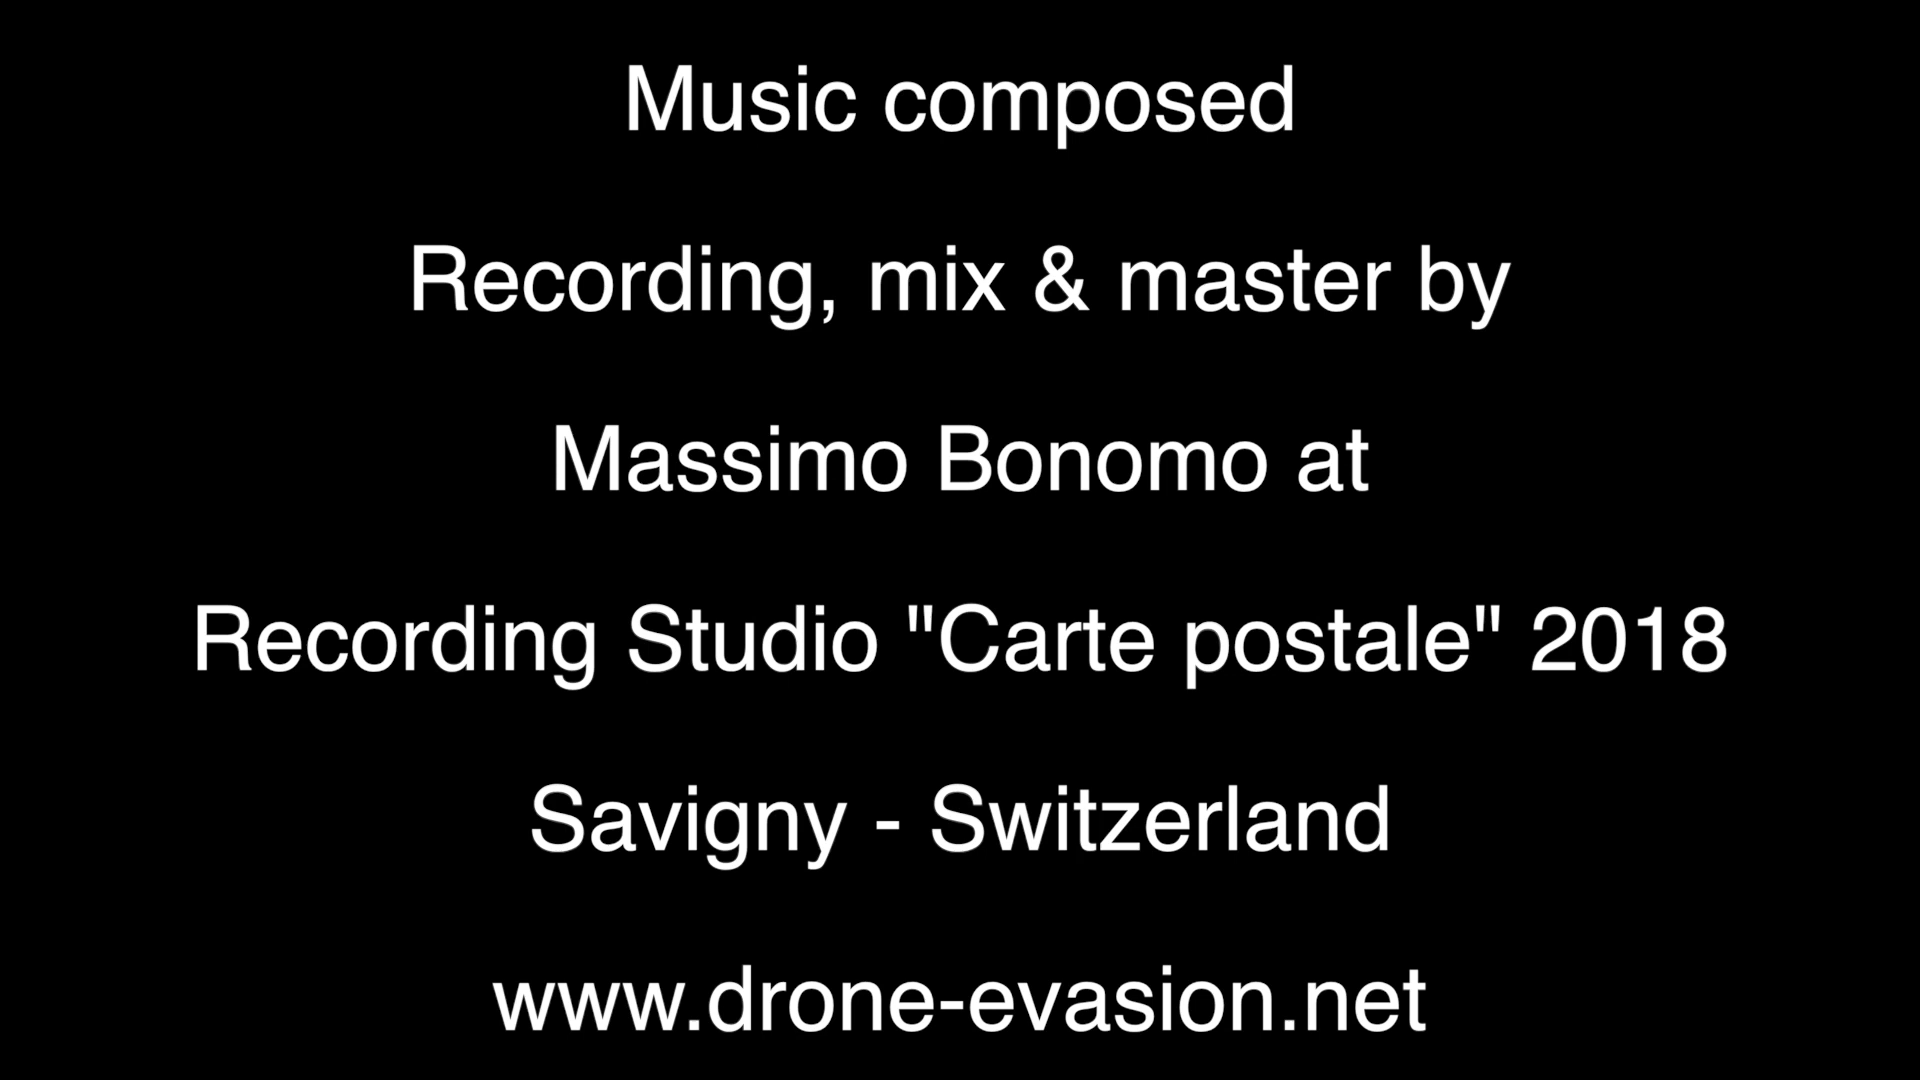 Music composed
Recording, mix & master by
Massimo Bonomo at
Recording Studio "Carte postale" 2018
Savigny - Switzerland
www.drone-evasion.net